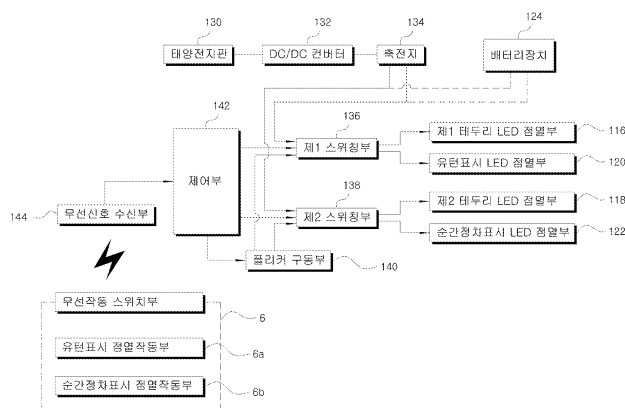 130
132
134
124
태양전지판
DC/DC 컨버터
축전지
배터리장치
142
136
제1 테두리 LED 점멸부
116
제1 스위칭부
유턴표시 LED 점멸부
120
제어부
138
제2 테두리 LED 점멸부
118
144
무선신호 수신부
제2 스위칭부
순간정차표시 LED 점멸부
122
플리커 구동부
140
무선작동 스위치부
6
유턴표시 점멸작동부
6a
순간정차표시 점멸작동부
6b